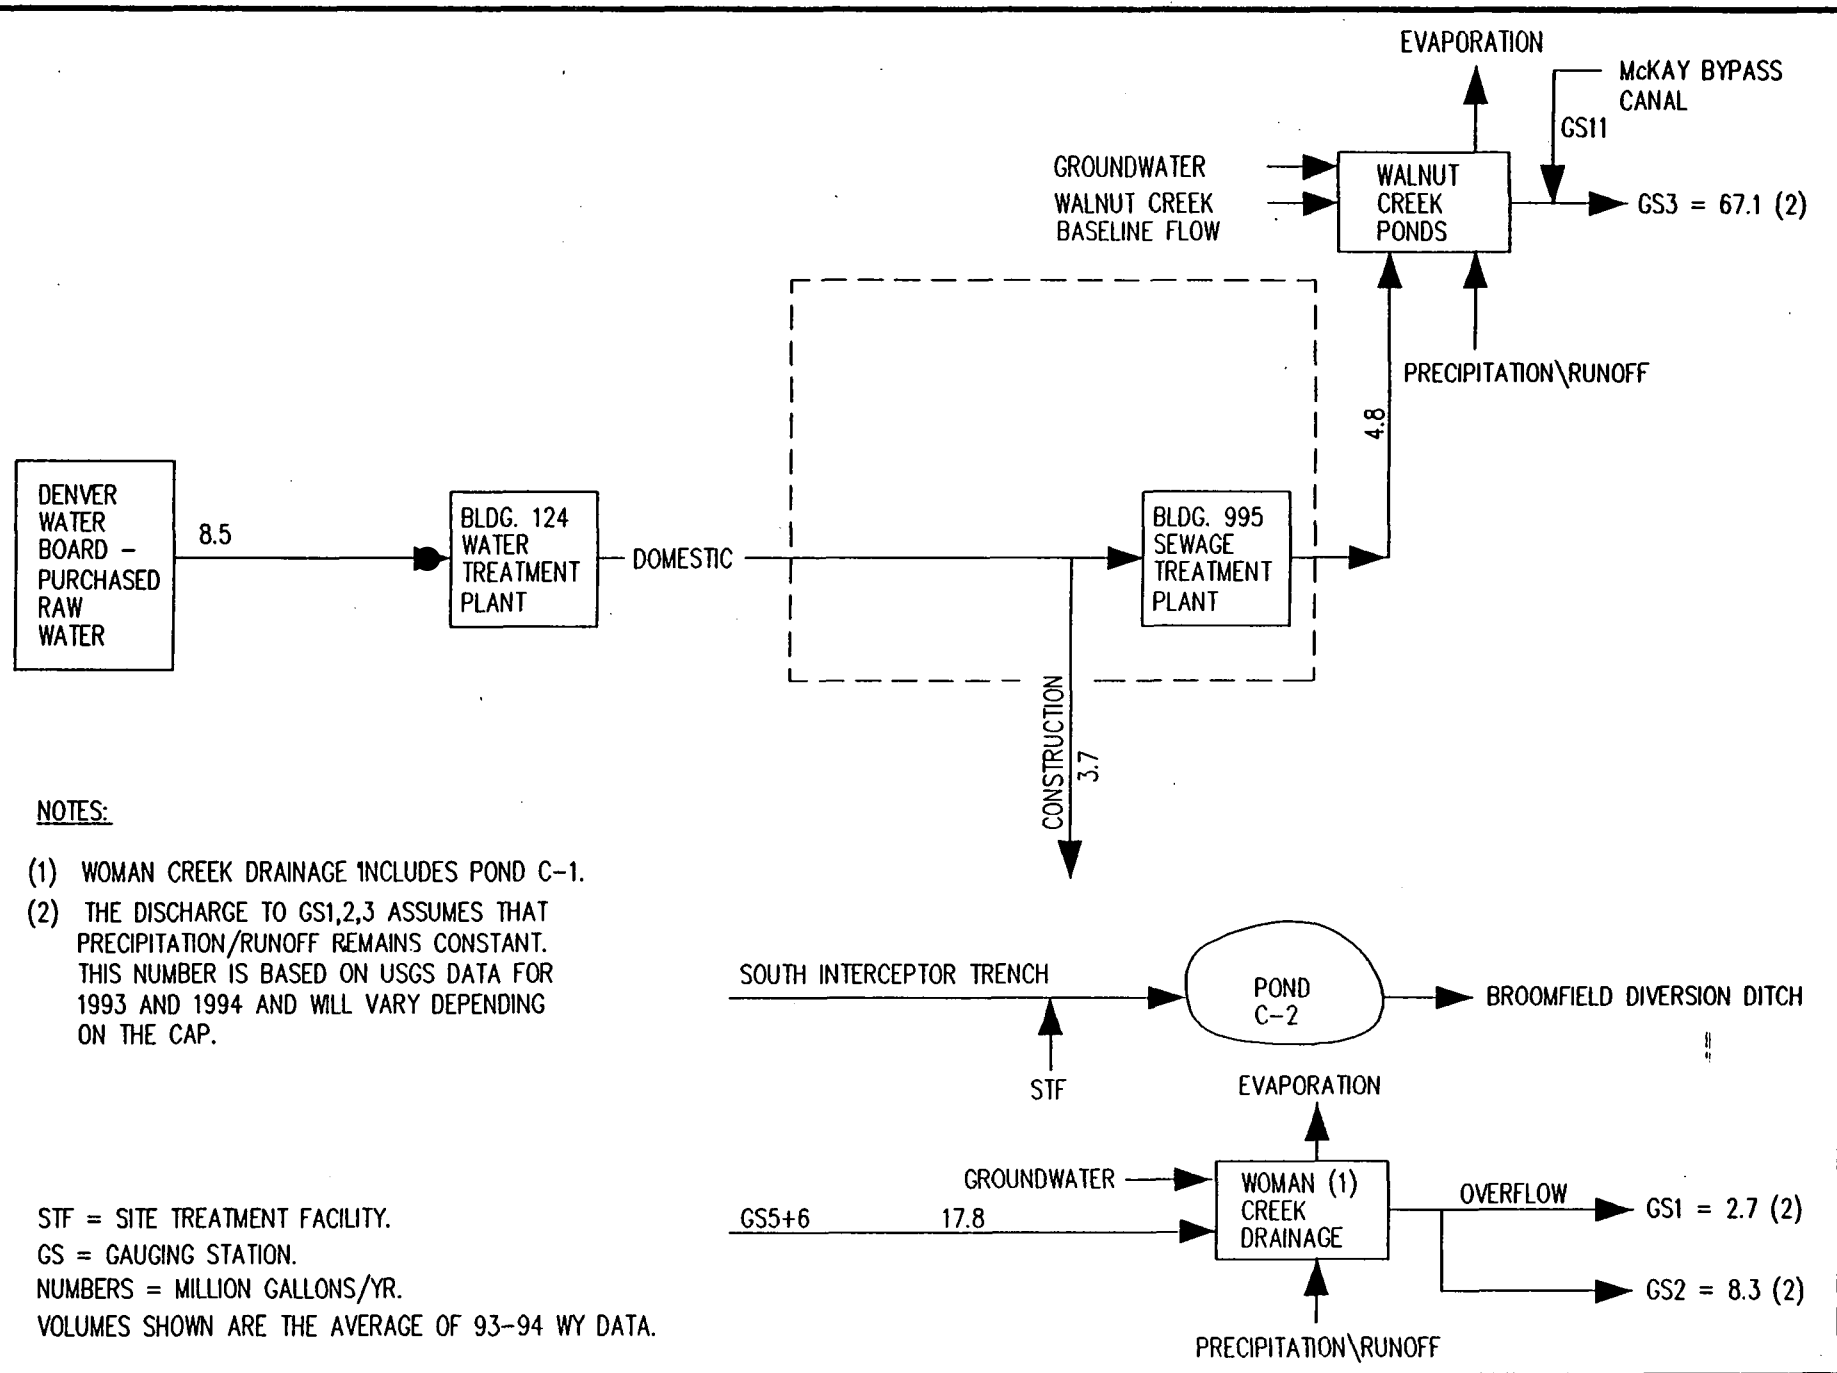 EVAPORATION
McKAY BYPASS
CANAL
GS11
GROUNDWATER
WALNUT CREEK
BASELINE FLOW
WALNUT
CREEK
PONDS
GS3 = 67.1 (2)
PRECIPITATION\RUNOFF
4.8
DENVER
WATER
BOARD –
PURCHASED
RAW
WATER
8.5
BLDG. 124
WATER
TREATMENT
PLANT
DOMESTIC
BLDG. 995
SEWAGE
TREATMENT
PLANT
CONSTRUCTION
3.7
NOTES:
(1) WOMAN CREEK DRAINAGE INCLUDES POND C-1.
(2) THE DISCHARGE TO GS1,2,3 ASSUMES THAT
PRECIPITATION/RUNOFF REMAINS CONSTANT.
THIS NUMBER IS BASED ON USGS DATA FOR
1993 AND 1994 AND WILL VARY DEPENDING
ON THE CAP.
SOUTH INTERCEPTOR TRENCH
STF
POND
C-2
BROOMFIELD DIVERSION DITCH
EVAPORATION
GROUNDWATER
GS5+6 17.8
WOMAN (1)
CREEK
DRAINAGE
OVERFLOW
GS1 = 2.7 (2)
GS2 = 8.3 (2)
PRECIPITATION\RUNOFF
STF = SITE TREATMENT FACILITY.
GS = GAUGING STATION.
NUMBERS = MILLION GALLONS/YR.
VOLUMES SHOWN ARE THE AVERAGE OF 93-94 WY DATA.